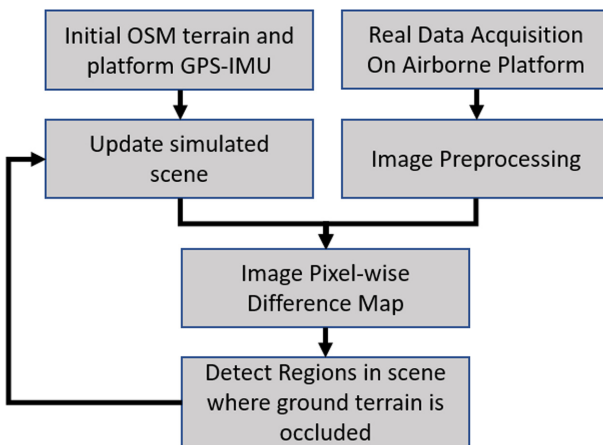 Initial OSM terrain and
platform GPS-IMU
Real Data Acquisition
On Airborne Platform
Update simulated
scene
Image Preprocessing
Image Pixel-wise
Difference Map
Detect Regions in scene
where ground terrain is
occluded